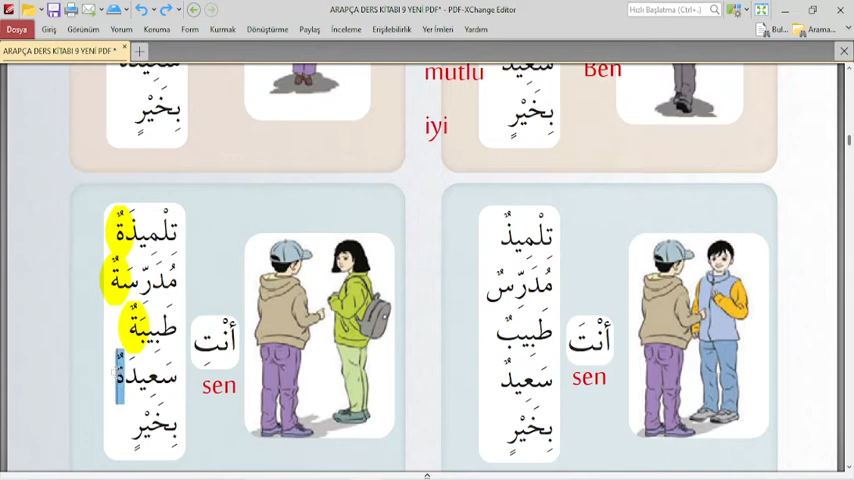 ARAPÇA DERS KİTABI 9 YENİ PDF* - PDF-XChange Editor
Hızlı Başlatma (Ctrl+.)
Dosya Giriş Görünüm Yorum Koruma Form Düzenleme Dönüştürme Paylaş İnceleme Erişilebilirlik Yer İmleri Yardım
Bul... Arama...
ARAPÇA DERS KİTABI 9 YENİ PDF *
mutlu
Ben
بِخَيْرٍ
iyi
بِخَيْرٍ
تِلْمِيذٌ
مُدَرِّسٌ
طَبِيبٌ
سَعِيدٌ
بِخَيْرٍ
أَنْتَ
sen
تِلْمِيذَةٌ
مُدَرِّسَةٌ
طَبِيبَةٌ
سَعِيدَةٌ
بِخَيْرٍ
أَنْتِ
sen